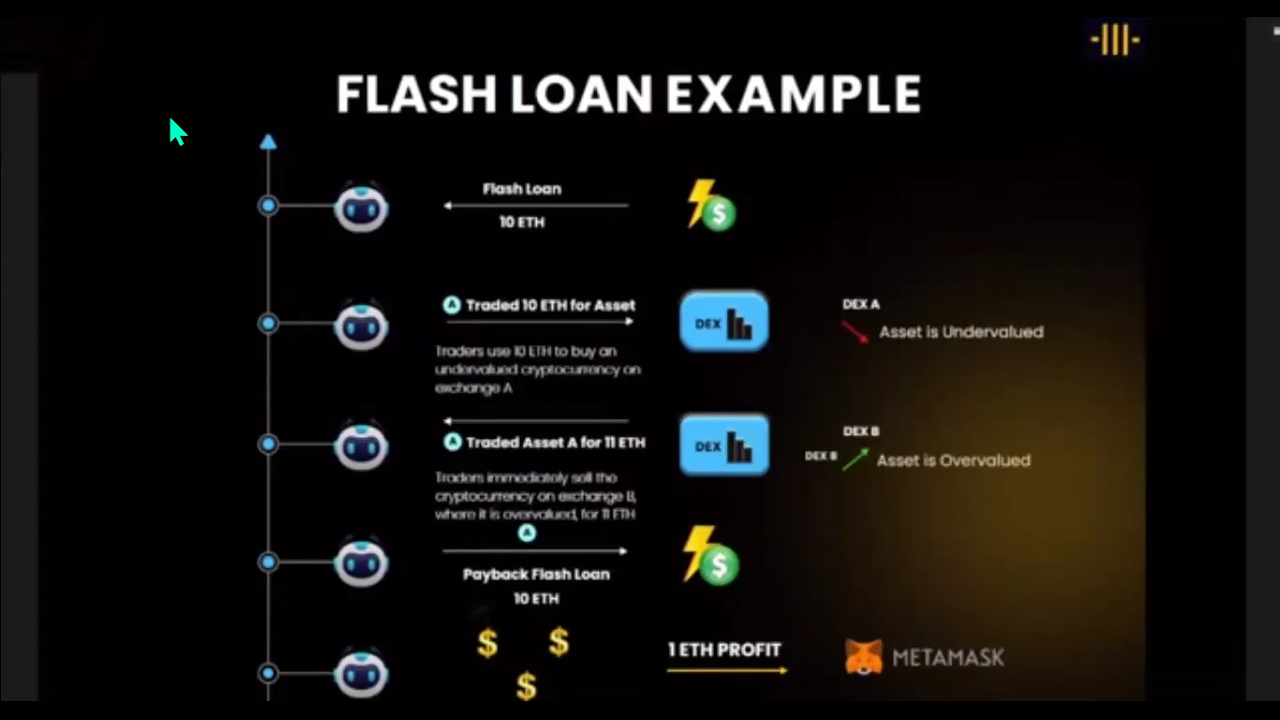 FLASH LOAN EXAMPLE
Flash Loan
10 ETH
$
A Traded 10 ETH for Asset
Traders use 10 ETH to buy an
undervalued cryptocurrency on
exchange A
DEX
DEX A
Asset is Undervalued
A Traded Asset A for 11 ETH
Traders immediately sell the
cryptocurrency on exchange B,
where it is overvalued, for 11 ETH
DEX
DEX B
DEX B
Asset is Overvalued
A
Payback Flash Loan
10 ETH
$
$ $
$
1 ETH PROFIT
METAMASK